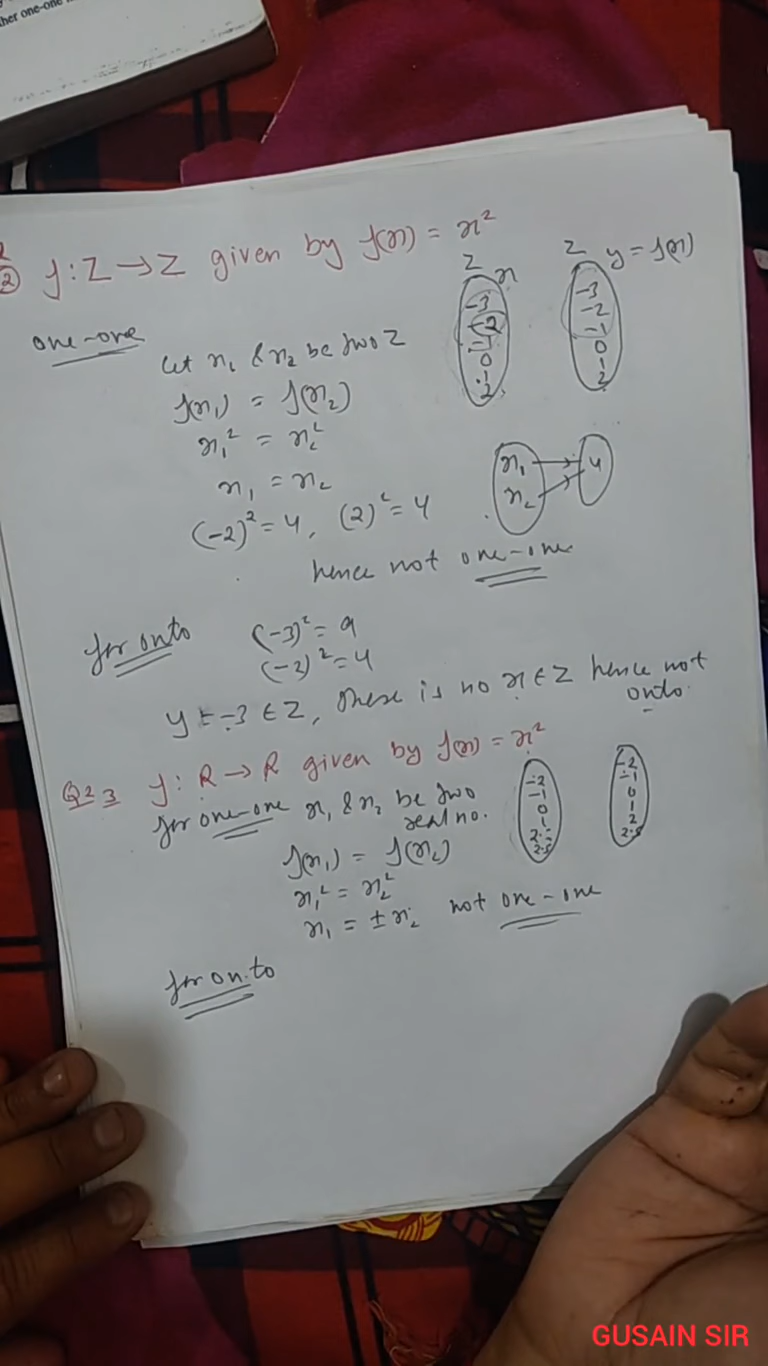 her one-one
② f:Z→Z given by f(x) = x²
one-one
Let x₁ & x₂ be two Z
f(x₁) = f(x₂)
x₁² = x₂²
x₁ = x₂
(-2)² = 4, (2)² = 4
hence not one-one
Z x
-3
-2
-1
0
1
2
Z y = f(x)
-3
-2
-1
0
1
2
x₁
x₂
4
for onto
(-3)² = 9
(-2)² = 4
y = -3 ∈ Z, there is no x ∈ Z hence not
onto
Q2 3 f: R→R given by f(x) = x²
for one-one x₁ & x₂ be two
real no.
f(x₁) = f(x₂)
x₁² = x₂²
x₁ = ± x₂ not one-one
-2
-1
0
1
2
2.5
-2
-1
0
1
2
2.5
for onto
GUSAIN SIR